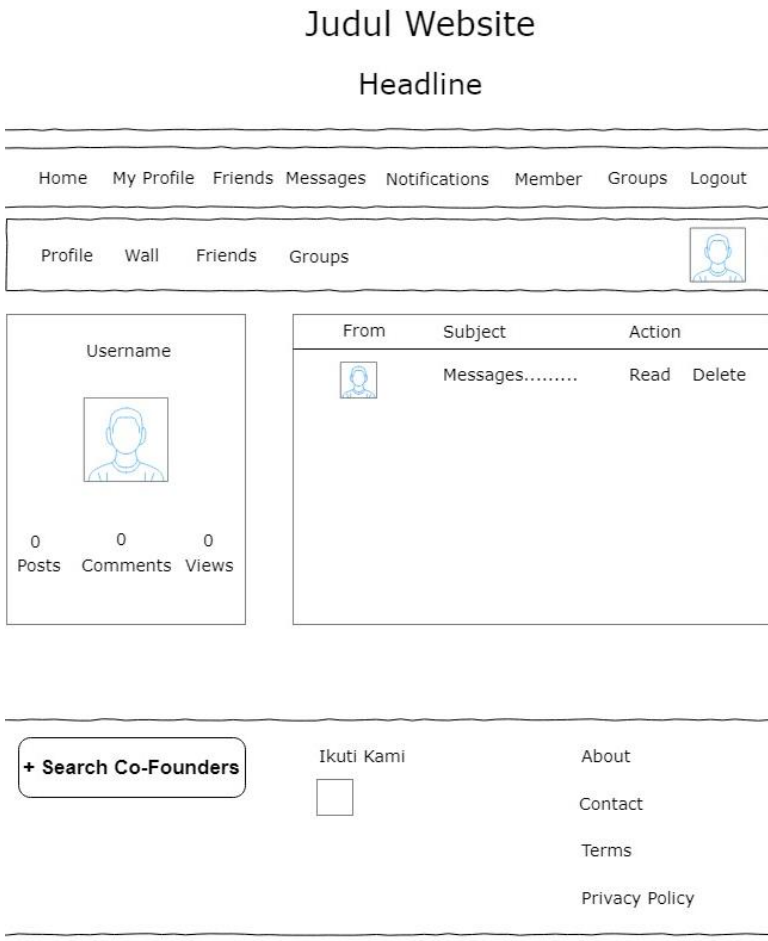 Judul Website
Headline
Home My Profile Friends Messages Notifications Member Groups Logout
Profile Wall Friends Groups
Username
0 0 0
Posts Comments Views
From Subject Action
Messages......... Read Delete
+ Search Co-Founders
Ikuti Kami
About
Contact
Terms
Privacy Policy